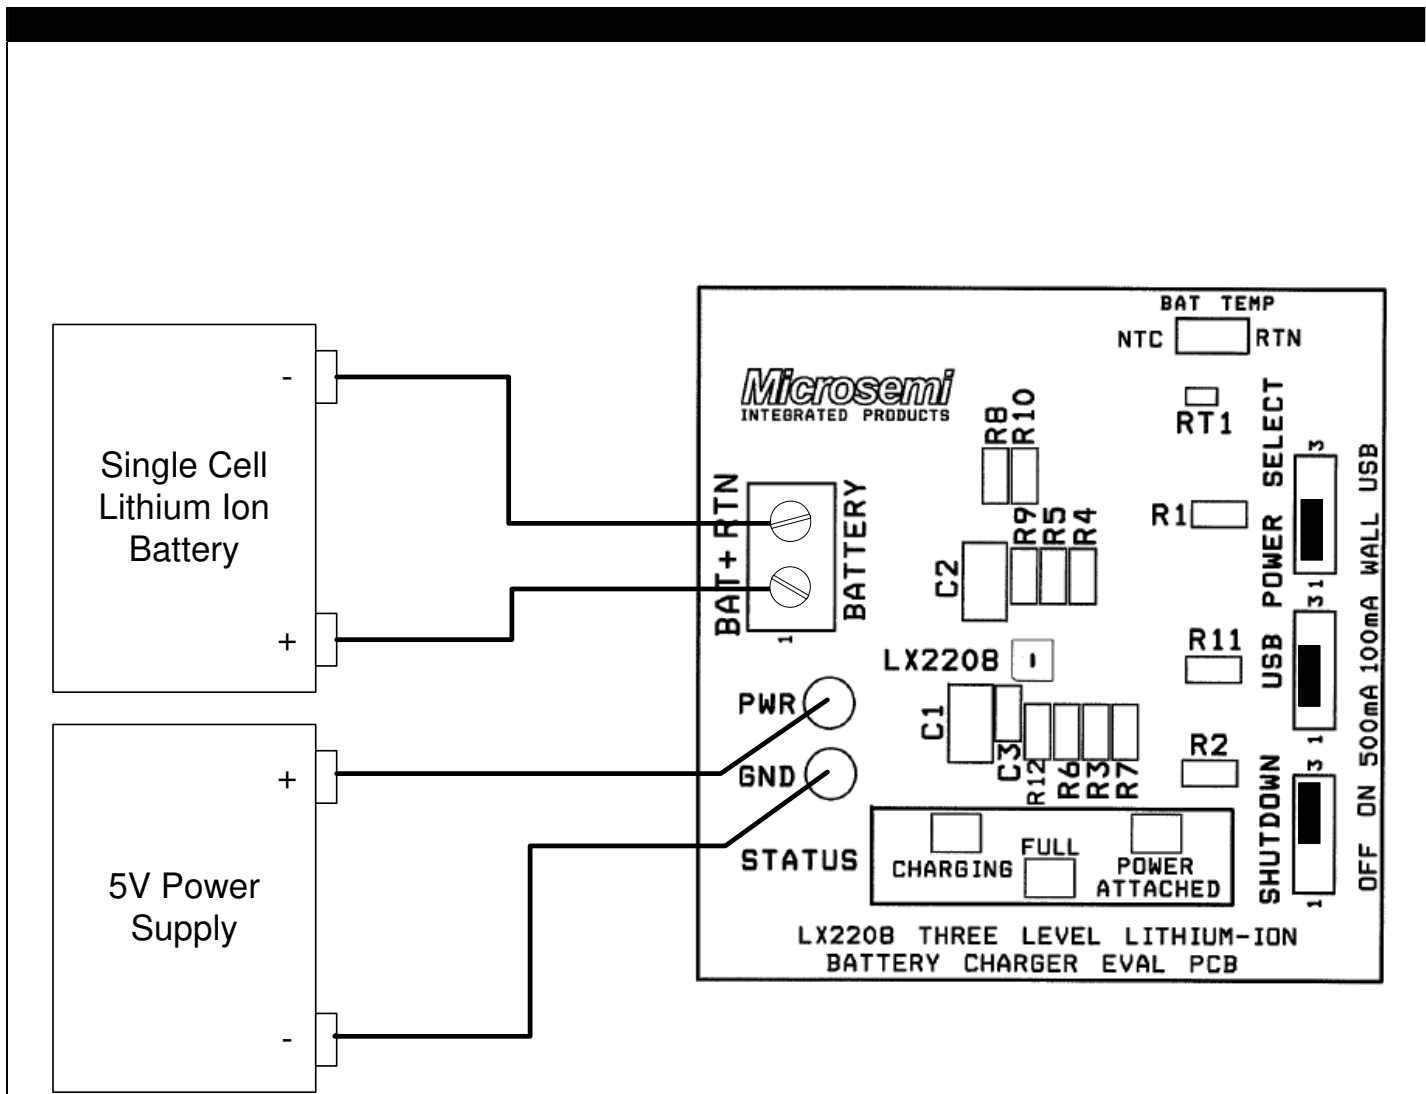 -
Single Cell
Lithium Ion
Battery
+
+
5V Power
Supply
-
BAT TEMP
NTC
RTN
Microsemi
INTEGRATED PRODUCTS
RT1
R8
R10
R1
R9
R5
R4
C2
BAT+ RTN
BATTERY
1
LX2208
R11
PWR
GND
C1
C3
R12
R6
R3
R7
R2
POWER SELECT
3
1
WALL USB
USB
3
1
500mA 100mA
SHUTDOWN
3
1
OFF ON
STATUS
CHARGING
FULL
POWER
ATTACHED
LX2208 THREE LEVEL LITHIUM-ION
BATTERY CHARGER EVAL PCB